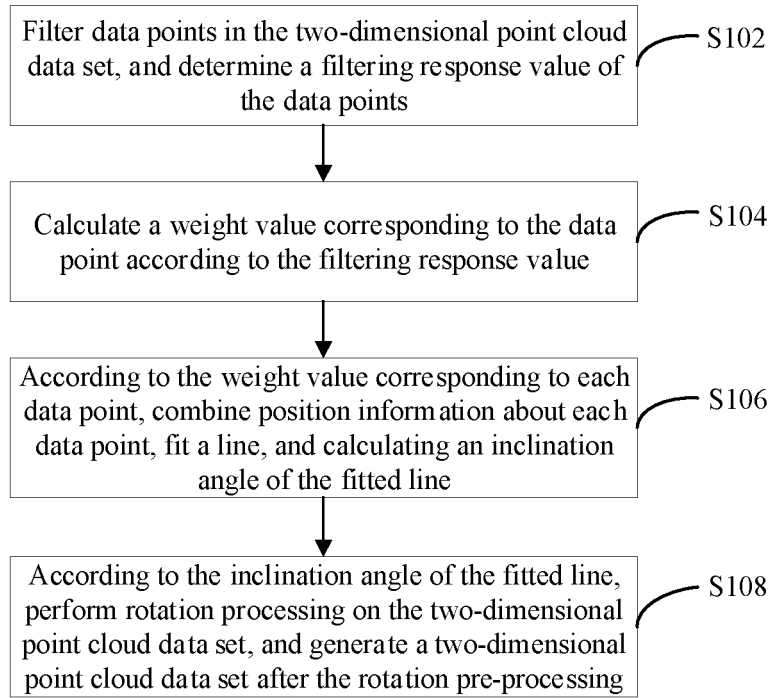 Filter data points in the two-dimensional point cloud
data set, and determine a filtering response value of
the data points
S102
Calculate a weight value corresponding to the data
point according to the filtering response value
S104
According to the weight value corresponding to each
data point, combine position information about each
data point, fit a line, and calculating an inclination
angle of the fitted line
S106
According to the inclination angle of the fitted line,
perform rotation processing on the two-dimensional
point cloud data set, and generate a two-dimensional
point cloud data set after the rotation pre-processing
S108